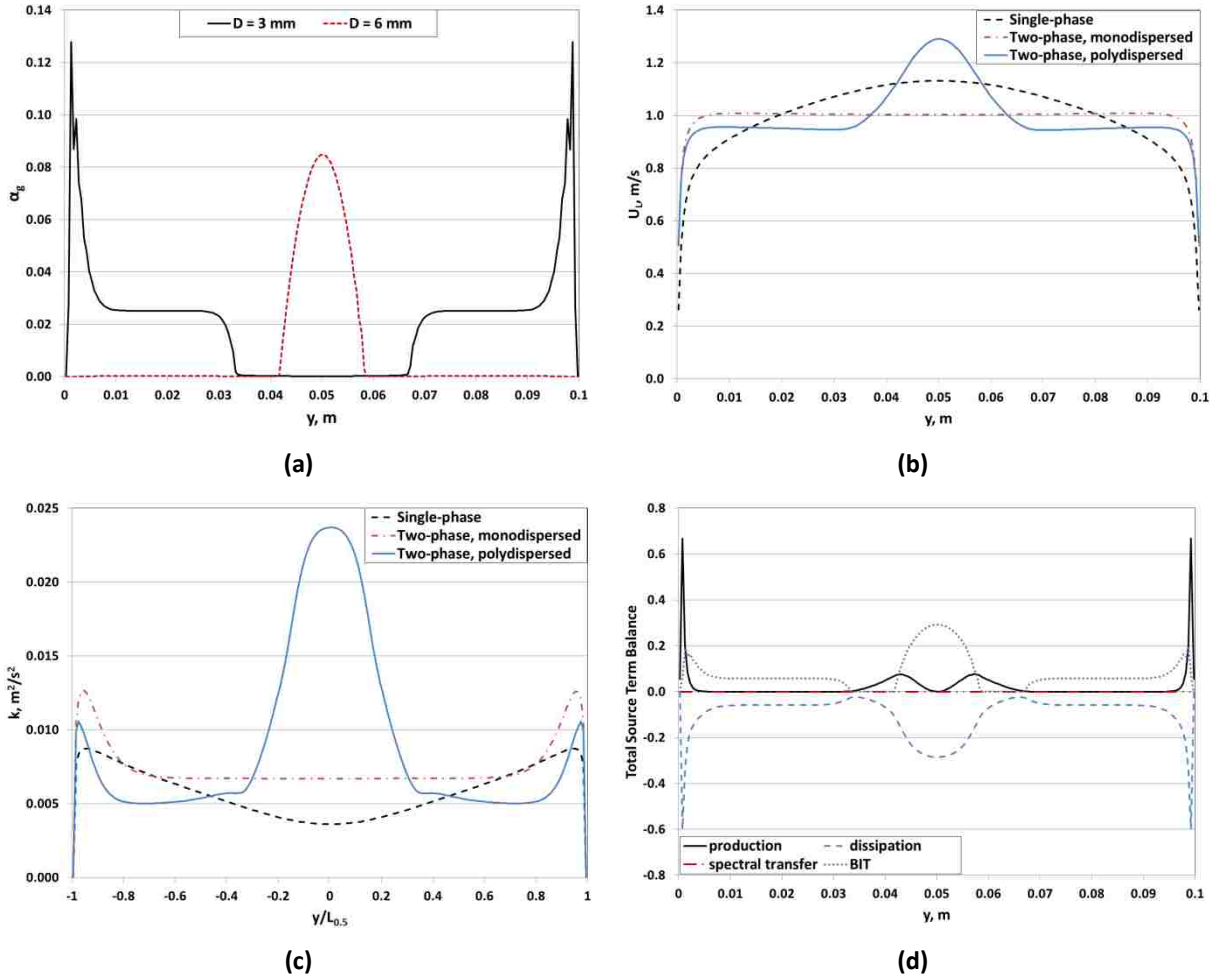 D = 3 mm D = 6 mm
0.14
0.12
0.10
0.08
0.06
0.04
0.02
0.00
αg
0 0.01 0.02 0.03 0.04 0.05 0.06 0.07 0.08 0.09 0.1
y, m
(a)
Single-phase
Two-phase, monodispersed
Two-phase, polydispersed
1.4
1.2
1.0
0.8
0.6
0.4
0.2
0.0
UL, m/s
0 0.01 0.02 0.03 0.04 0.05 0.06 0.07 0.08 0.09 0.1
y, m
(b)
Single-phase
Two-phase, monodispersed
Two-phase, polydispersed
0.025
0.020
0.015
0.010
0.005
0.000
k, m²/s²
-1 -0.8 -0.6 -0.4 -0.2 0 0.2 0.4 0.6 0.8 1
y/L0.5
(c)
0.8
0.6
0.4
0.2
0.0
-0.2
-0.4
-0.6
-0.8
Total Source Term Balance
production dissipation
spectral transfer BIT
0 0.01 0.02 0.03 0.04 0.05 0.06 0.07 0.08 0.09 0.1
y, m
(d)